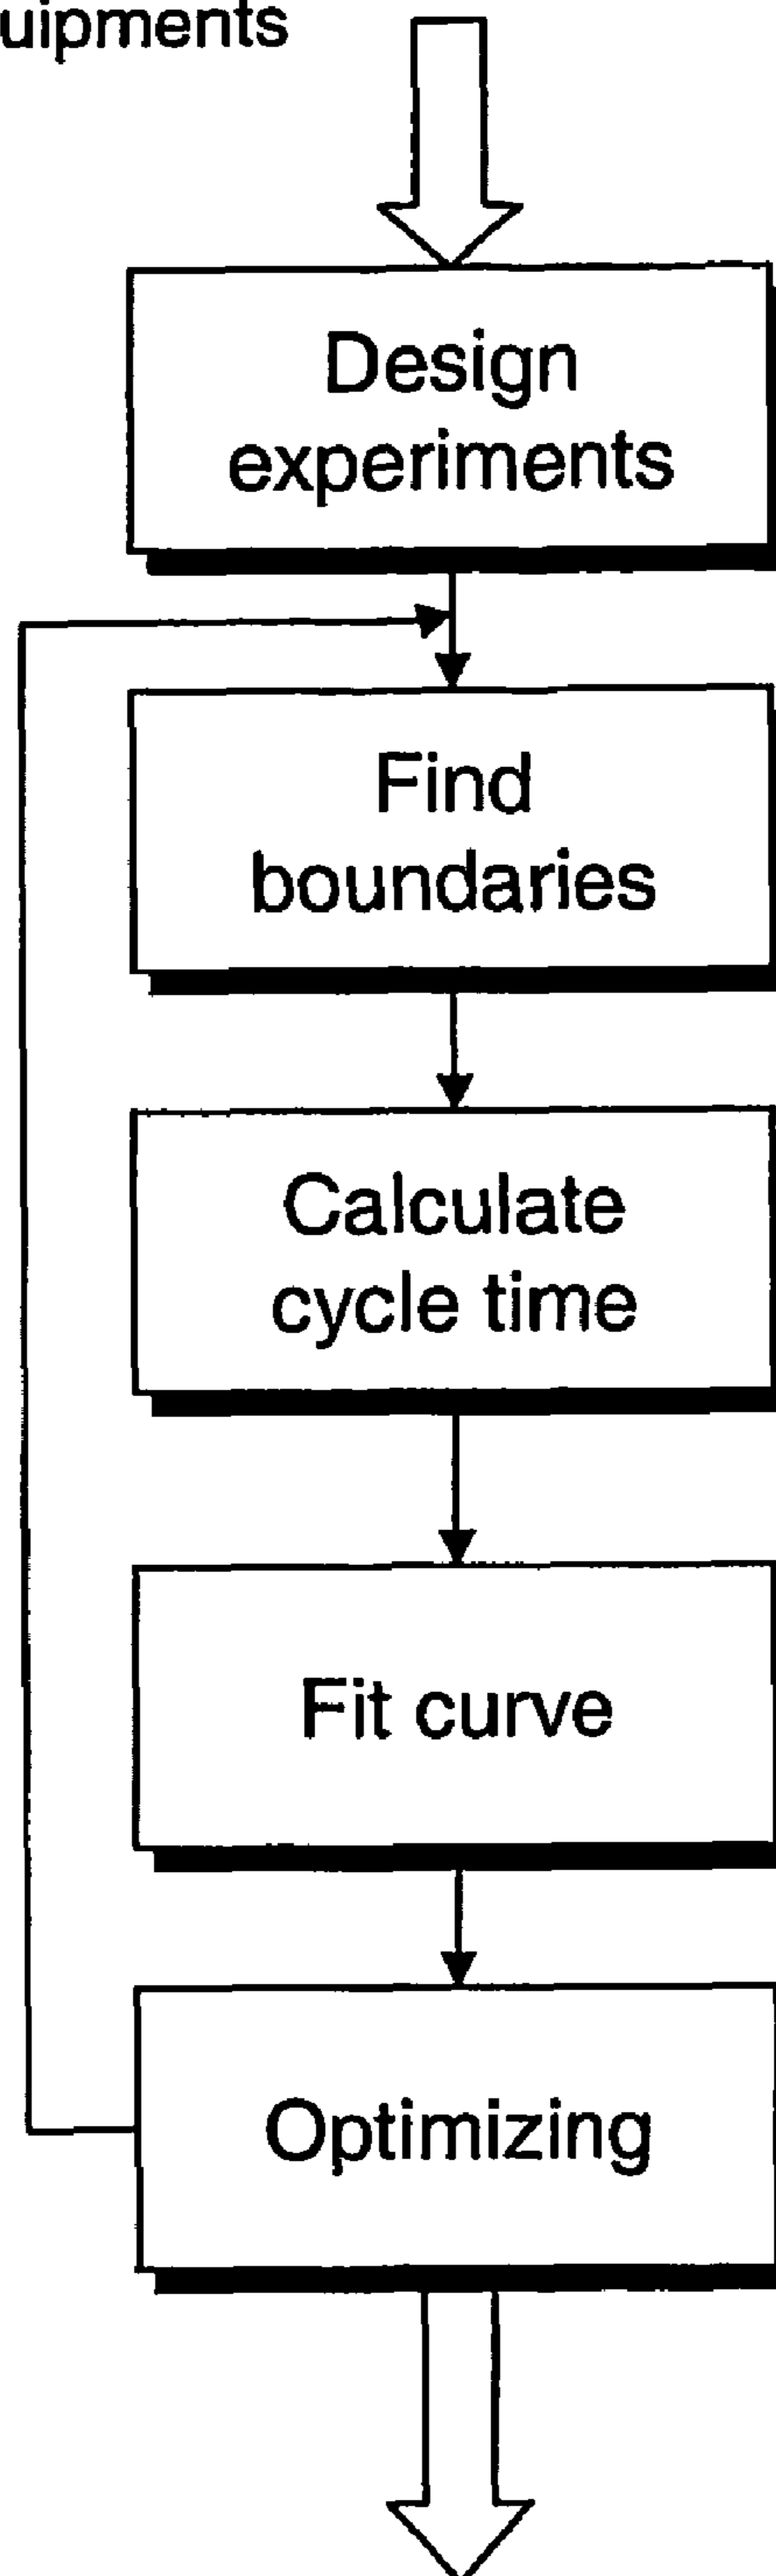 uipments
Design
experiments
Find
boundaries
Calculate
cycle time
Fit curve
Optimizing